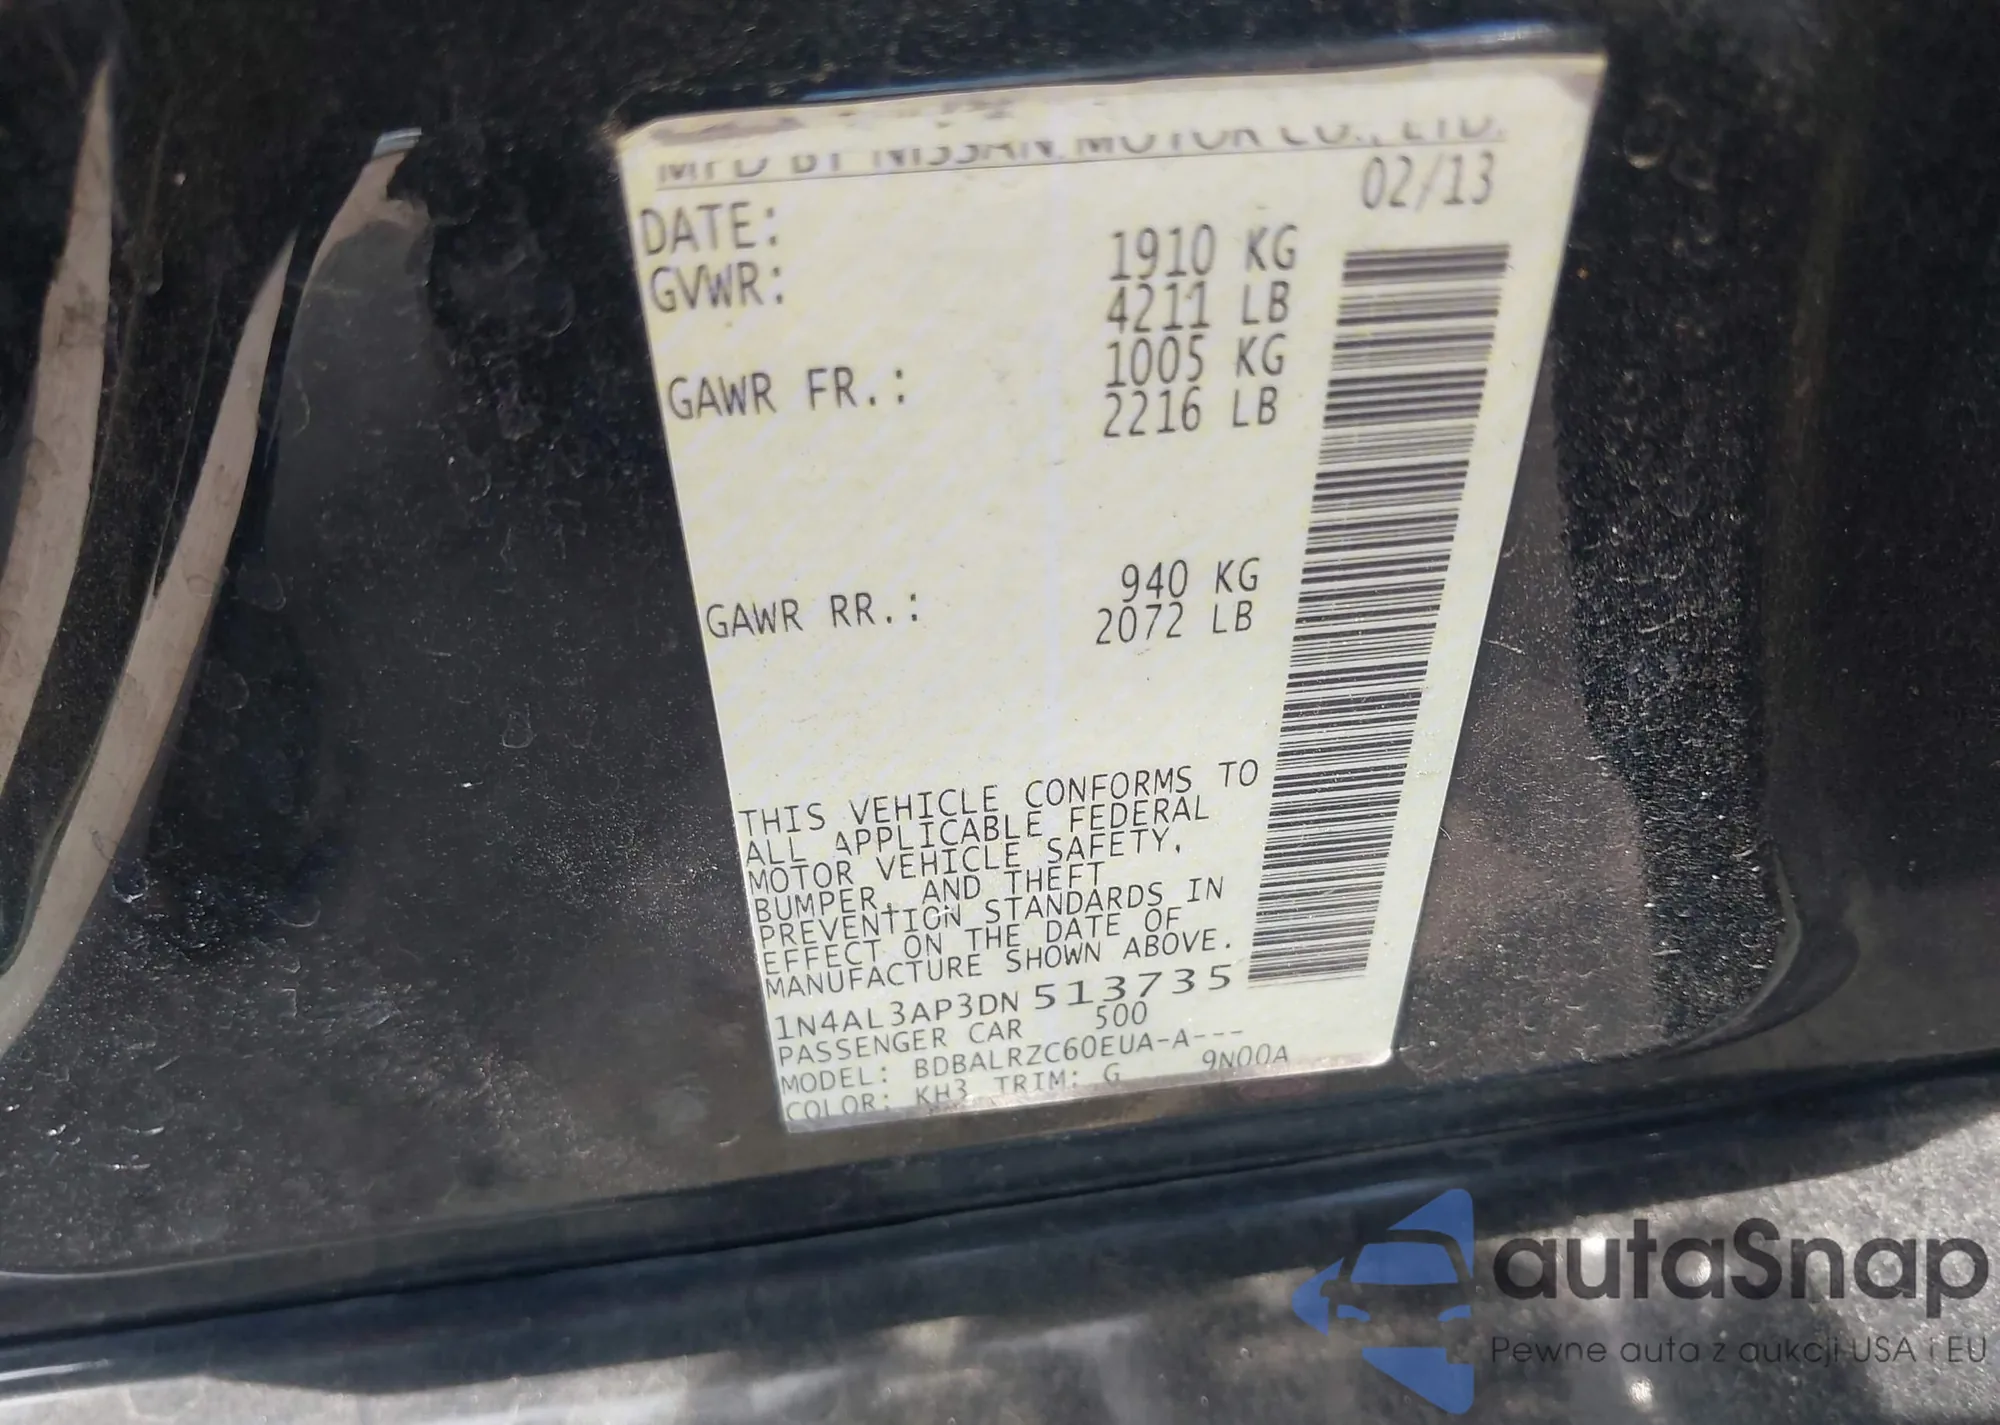 MFD BY NISSAN MOTOR CO., LTD.
DATE: 02/13
GVWR: 1910 KG
4211 LB
GAWR FR.: 1005 KG
2216 LB
GAWR RR.: 940 KG
2072 LB
THIS VEHICLE CONFORMS TO
ALL APPLICABLE FEDERAL
MOTOR VEHICLE SAFETY,
BUMPER, AND THEFT
PREVENTION STANDARDS IN
EFFECT ON THE DATE OF
MANUFACTURE SHOWN ABOVE.
1N4AL3AP3DN 513735
PASSENGER CAR 500
MODEL: BDBALRZC60EUA-A---
COLOR: KH3 TRIM: G 9N00A
autaSnap
Pewne auta z aukcji USA i EU